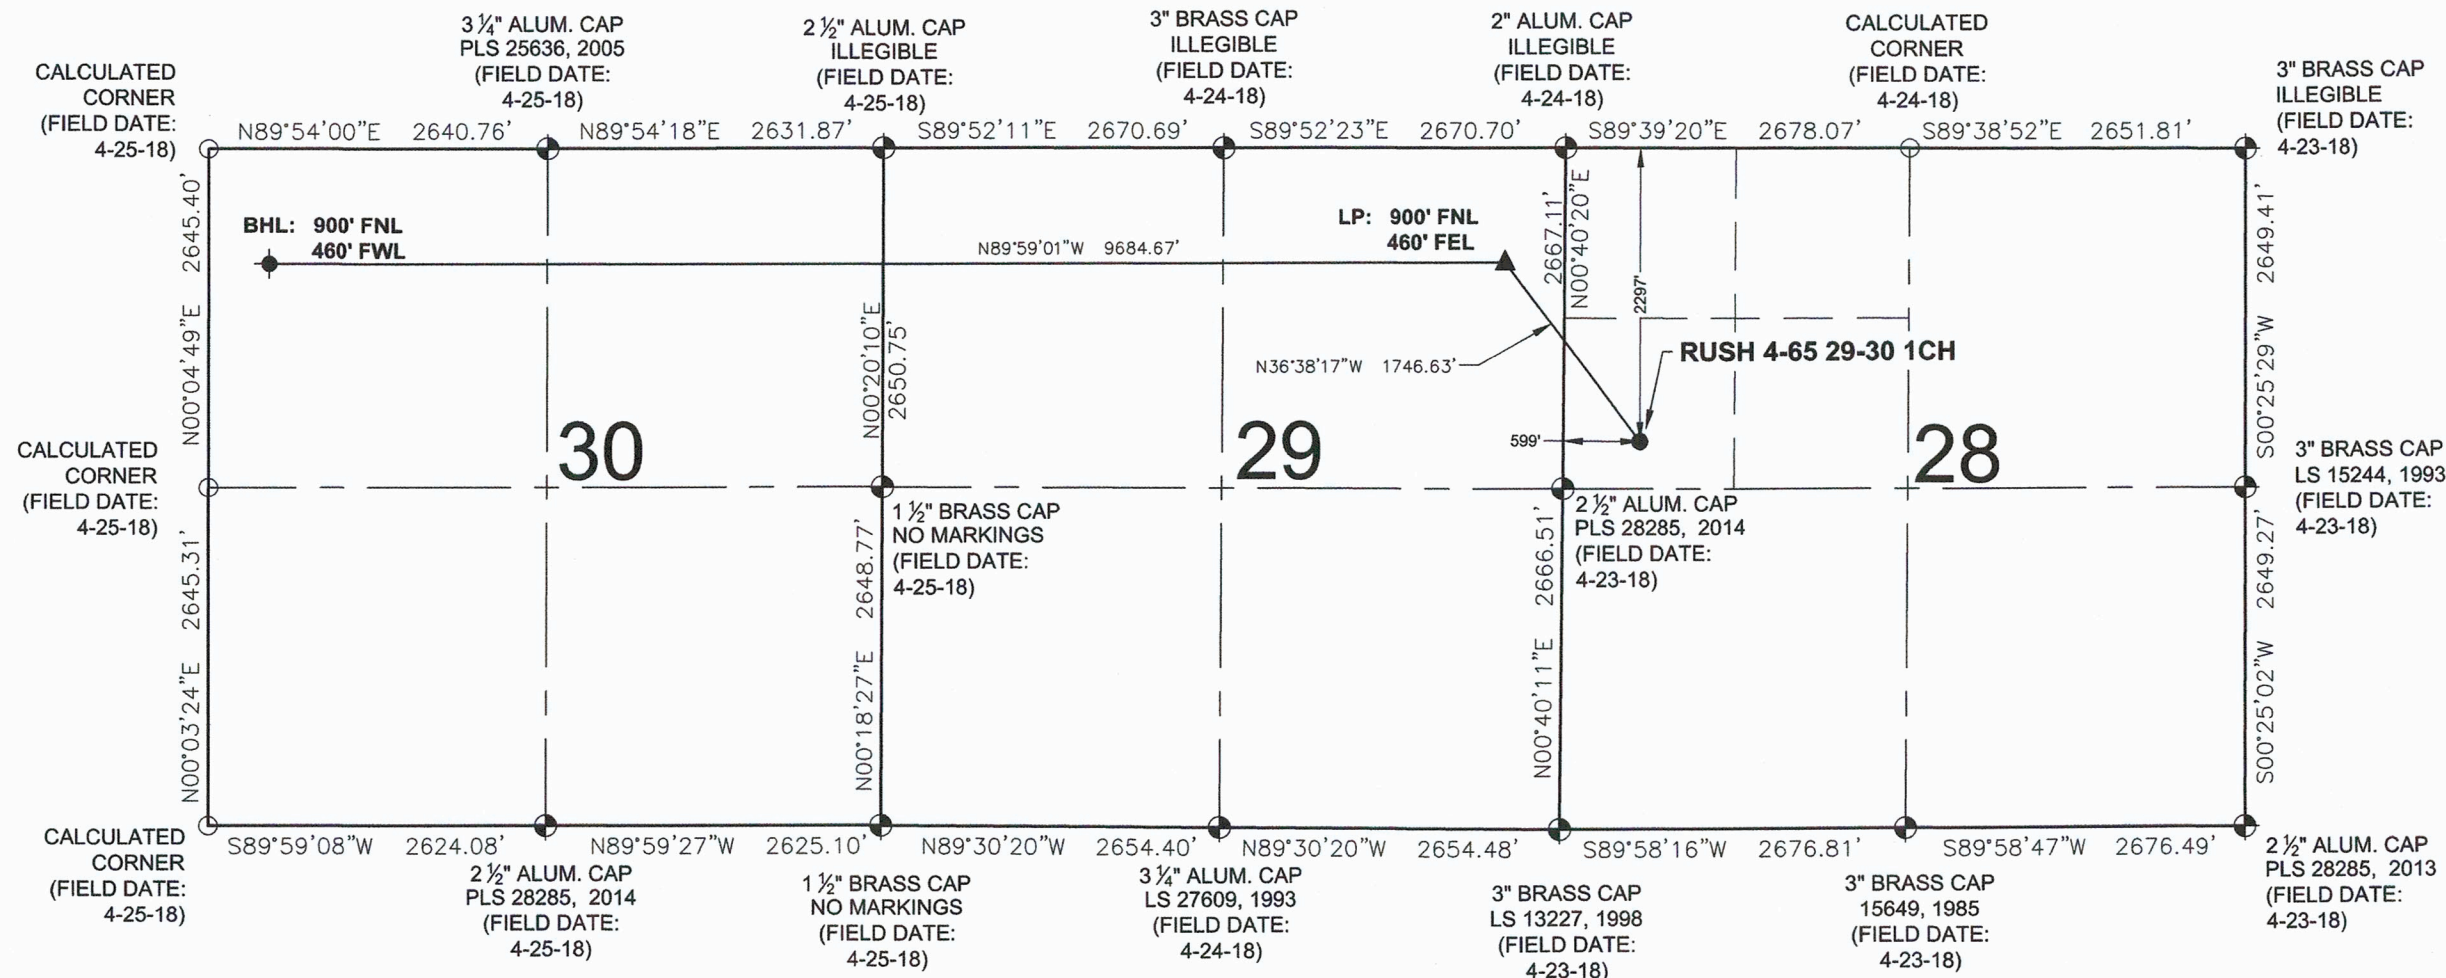 3 ¼" ALUM. CAP
PLS 25636, 2005
(FIELD DATE:
4-25-18)
2 ½" ALUM. CAP
ILLEGIBLE
(FIELD DATE:
4-25-18)
3" BRASS CAP
ILLEGIBLE
(FIELD DATE:
4-24-18)
2" ALUM. CAP
ILLEGIBLE
(FIELD DATE:
4-24-18)
CALCULATED
CORNER
(FIELD DATE:
4-24-18)
CALCULATED
CORNER
(FIELD DATE:
4-25-18)
3" BRASS CAP
ILLEGIBLE
(FIELD DATE:
4-23-18)
N89°54'00"E 2640.76'
N89°54'18"E 2631.87'
S89°52'11"E 2670.69'
S89°52'23"E 2670.70'
S89°39'20"E 2678.07'
S89°38'52"E 2651.81'
N00°04'49"E 2645.40'
BHL: 900' FNL
460' FWL
N89°59'01"W 9684.67'
LP: 900' FNL
460' FEL
2667.11'
N00°40'20"E
2297'
S00°25'29"W 2649.41'
N00°20'10"E
2650.75'
N36°38'17"W 1746.63'
RUSH 4-65 29-30 1CH
599'
30
29
28
CALCULATED
CORNER
(FIELD DATE:
4-25-18)
1 ½" BRASS CAP
NO MARKINGS
(FIELD DATE:
4-25-18)
2 ½" ALUM. CAP
PLS 28285, 2014
(FIELD DATE:
4-23-18)
3" BRASS CAP
LS 15244, 1993
(FIELD DATE:
4-23-18)
N00°03'24"E 2645.31'
N00°18'27"E 2648.77'
N00°40'11"E 2666.51'
S00°25'02"W 2649.27'
S89°59'08"W 2624.08'
N89°59'27"W 2625.10'
N89°30'20"W 2654.40'
N89°30'20"W 2654.48'
S89°58'16"W 2676.81'
S89°58'47"W 2676.49'
CALCULATED
CORNER
(FIELD DATE:
4-25-18)
2 ½" ALUM. CAP
PLS 28285, 2014
(FIELD DATE:
4-25-18)
1 ½" BRASS CAP
NO MARKINGS
(FIELD DATE:
4-25-18)
3 ¼" ALUM. CAP
LS 27609, 1993
(FIELD DATE:
4-24-18)
3" BRASS CAP
LS 13227, 1998
(FIELD DATE:
4-23-18)
3" BRASS CAP
15649, 1985
(FIELD DATE:
4-23-18)
2 ½" ALUM. CAP
PLS 28285, 2013
(FIELD DATE:
4-23-18)